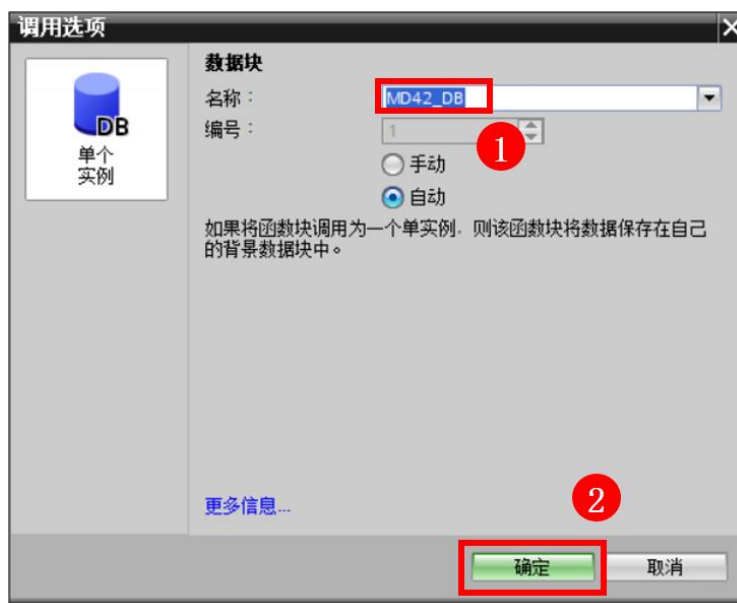 调用选项
数据块
名称：
MD42_DB
编号：
1
1
手动
自动
DB
单个
实例
如果将函数块调用为一个单实例，则该函数块将数据保存在自己
的背景数据块中。
更多信息...
2
确定
取消